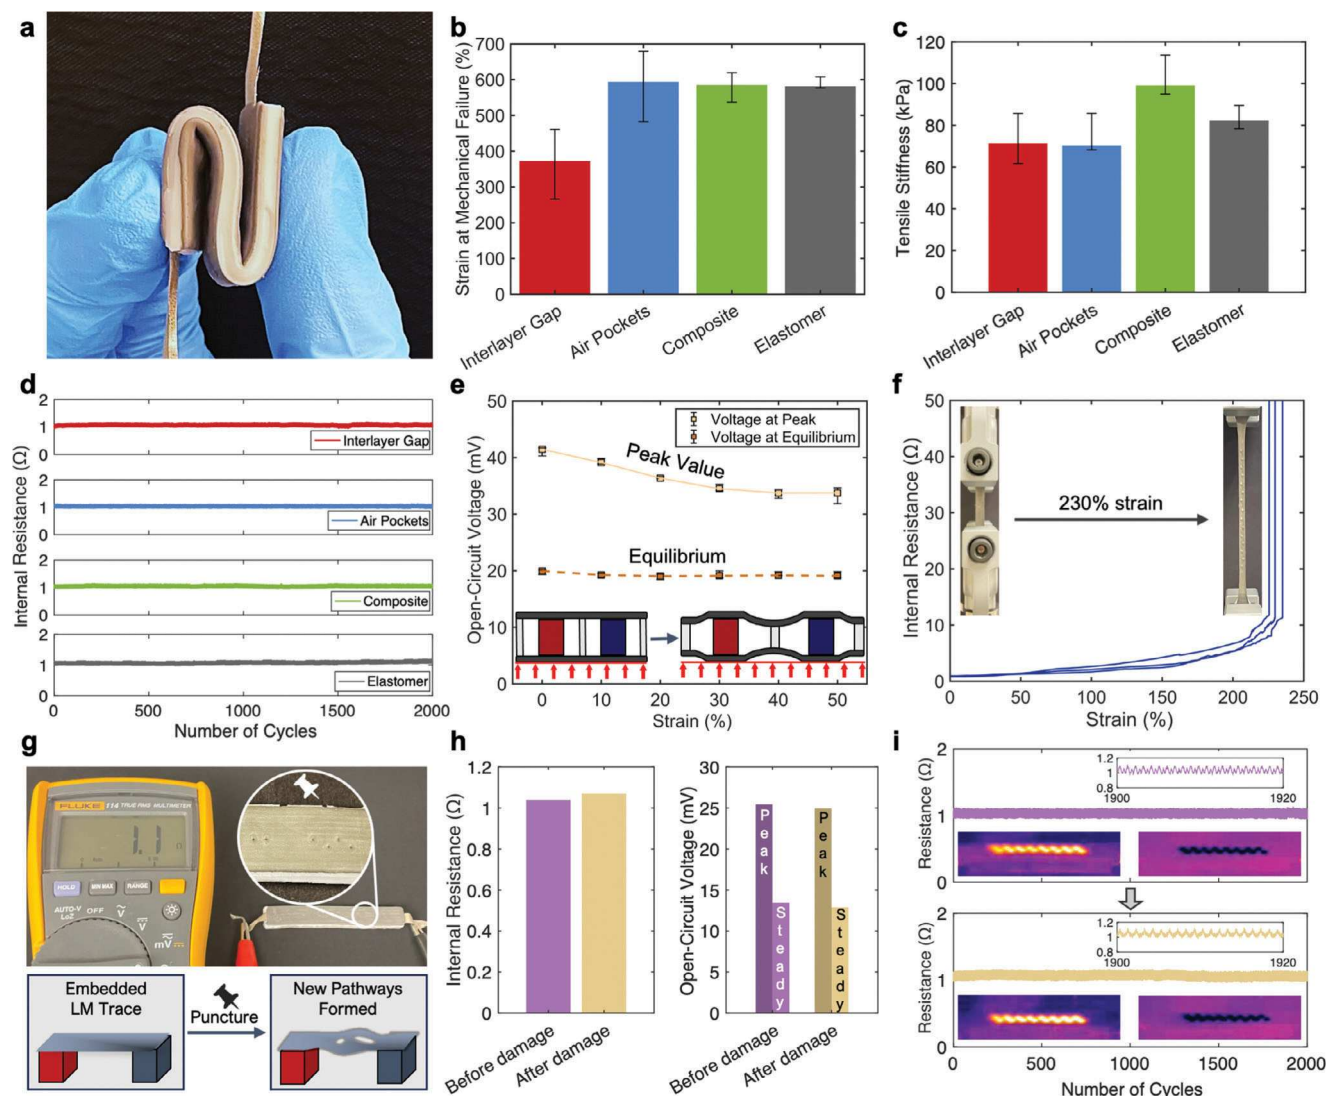 a
b
Strain at Mechanical Failure (%)
700
600
500
400
300
200
100
0
Interlayer Gap
Air Pockets
Composite
Elastomer
c
Tensile Stiffness (kPa)
120
100
80
60
40
20
0
Interlayer Gap
Air Pockets
Composite
Elastomer
d
Internal Resistance (Ω)
2
1
0
Interlayer Gap
2
1
0
Air Pockets
2
1
0
Composite
2
1
0
Elastomer
0 500 1000 1500 2000
Number of Cycles
e
Open-Circuit Voltage (mV)
50
40
30
20
10
0
Voltage at Peak
Voltage at Equilibrium
Peak Value
Equilibrium
0 10 20 30 40 50
Strain (%)
f
Internal Resistance (Ω)
50
40
30
20
10
0
230% strain
0 50 100 150 200 250
Strain (%)
g
FLUKE 114 TRUE RMS MULTIMETER
1.1
Ω
HOLD MIN MAX RANGE
AUTO-V
LoZ
OFF
V
V
mV
Embedded
LM Trace
Puncture
New Pathways
Formed
h
Internal Resistance (Ω)
1.2
1
0.8
0.6
0.4
0.2
0
Before damage
After damage
Open-Circuit Voltage (mV)
30
25
20
15
10
5
0
Peak
Steady
Peak
Steady
Before damage
After damage
i
Resistance (Ω)
2
1
0
1.2
1
0.8
1900 1920
Resistance (Ω)
2
1
0
1.2
1
0.8
1900 1920
0 500 1000 1500 2000
Number of Cycles